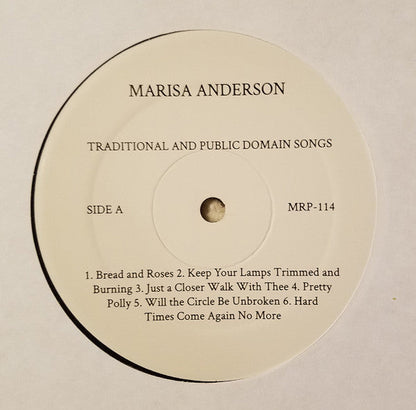 MARISA ANDERSON
TRADITIONAL AND PUBLIC DOMAIN SONGS
SIDE A
MRP-114
1. Bread and Roses 2. Keep Your Lamps Trimmed and
Burning 3. Just a Closer Walk With Thee 4. Pretty
Polly 5. Will the Circle Be Unbroken 6. Hard
Times Come Again No More